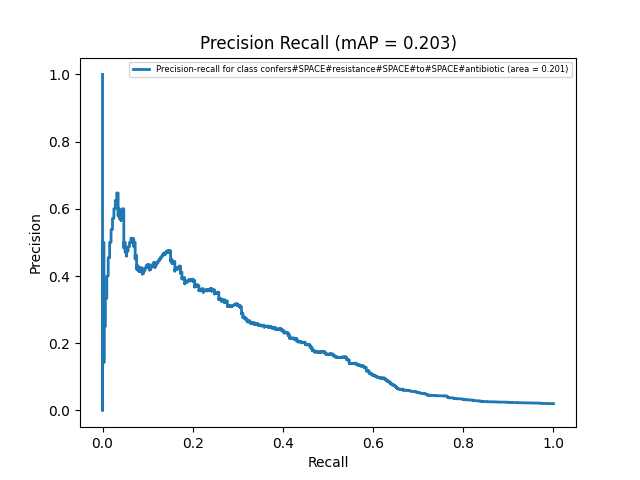 Precision Recall (mAP = 0.203)
Precision-recall for class confers#SPACE#resistance#SPACE#to#SPACE#antibiotic (area = 0.201)
1.0
0.8
0.6
0.4
0.2
0.0
Precision
0.0 0.2 0.4 0.6 0.8 1.0
Recall